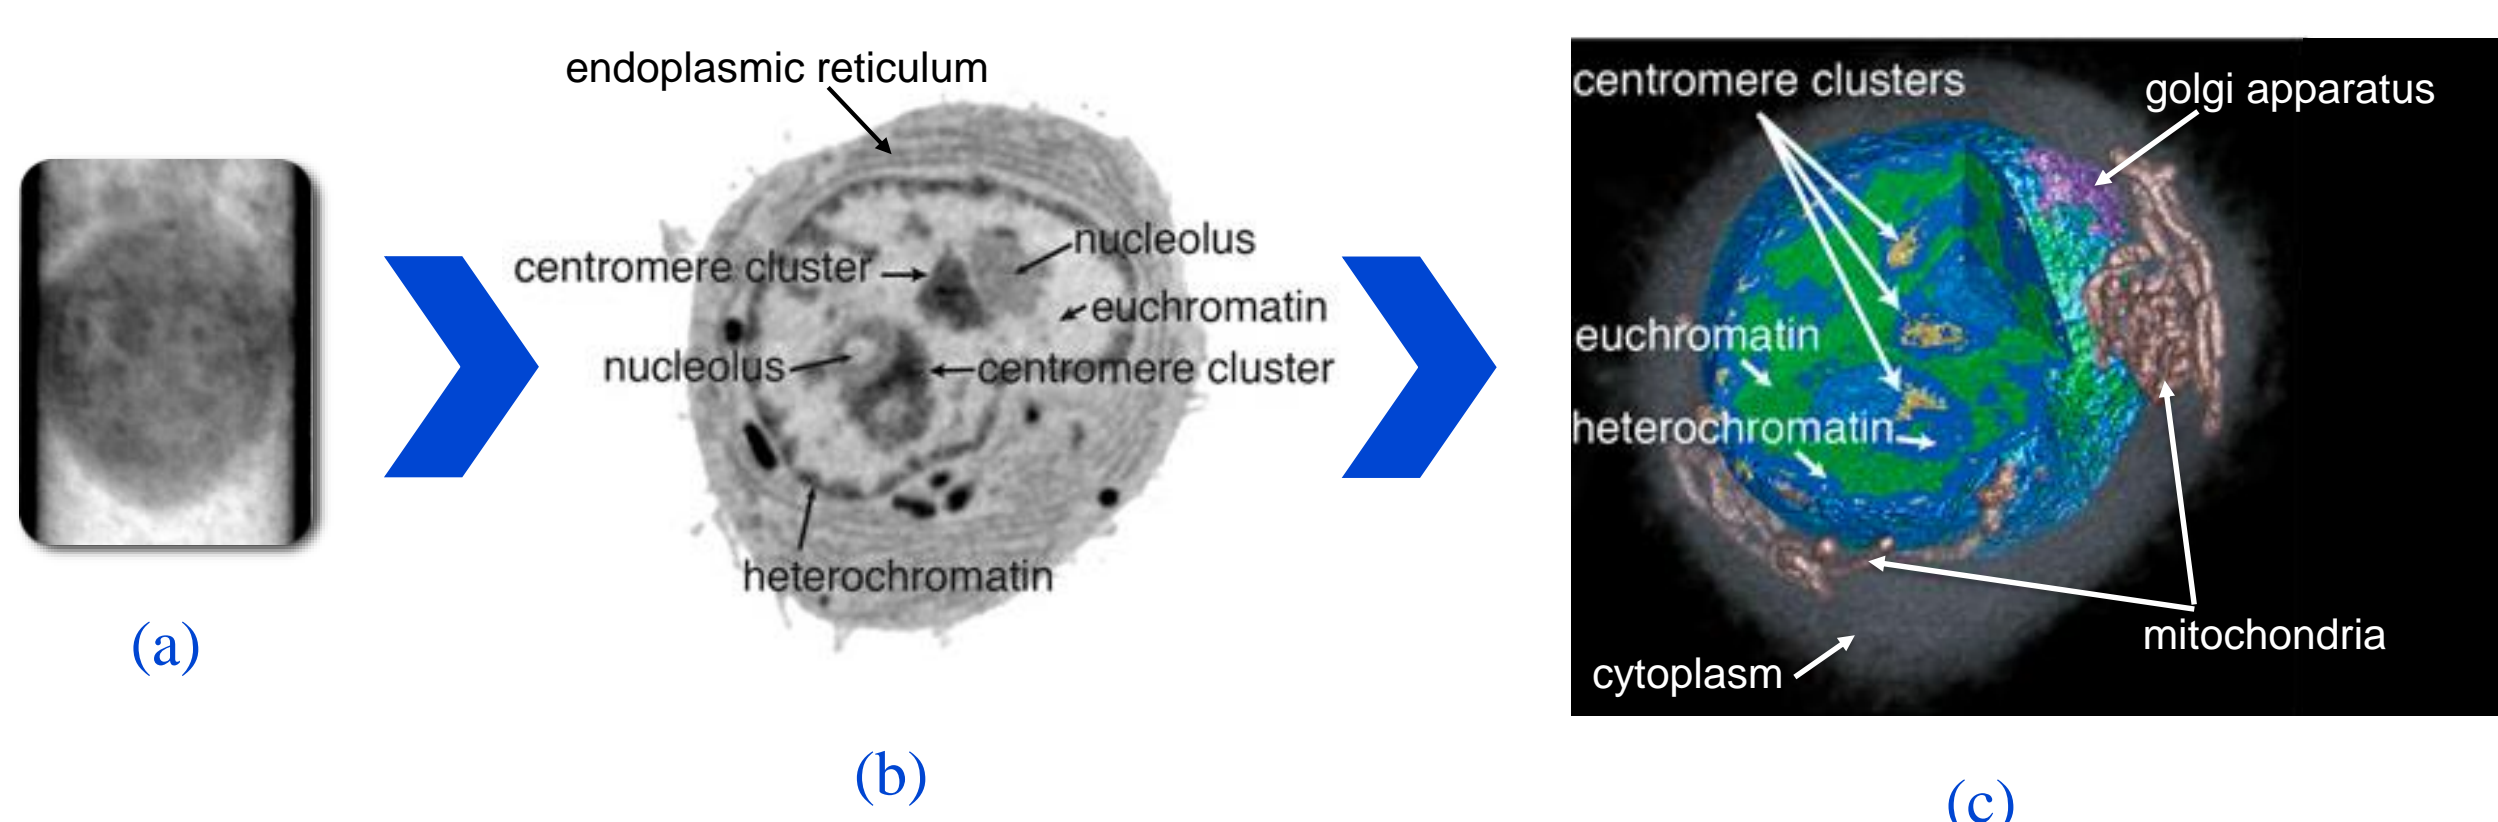 endoplasmic reticulum
centromere cluster
nucleolus
euchromatin
nucleolus
centromere cluster
heterochromatin
centromere clusters
golgi apparatus
euchromatin
heterochromatin
mitochondria
cytoplasm
(a)
(b)
(c)